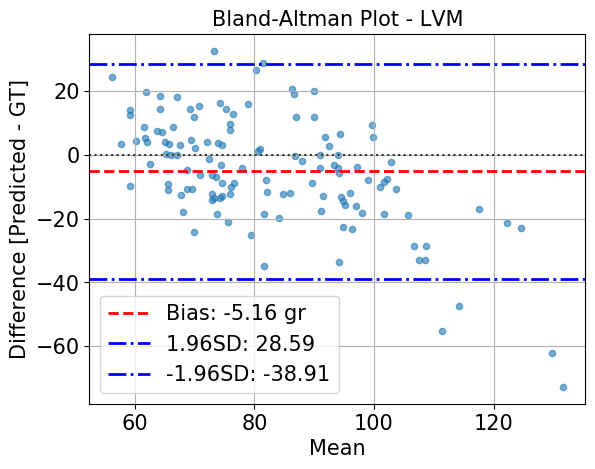 Bland-Altman Plot - LVM
Difference [Predicted - GT]
20
0
−20
−40
−60
Bias: -5.16 gr
1.96SD: 28.59
-1.96SD: -38.91
60 80 100 120
Mean